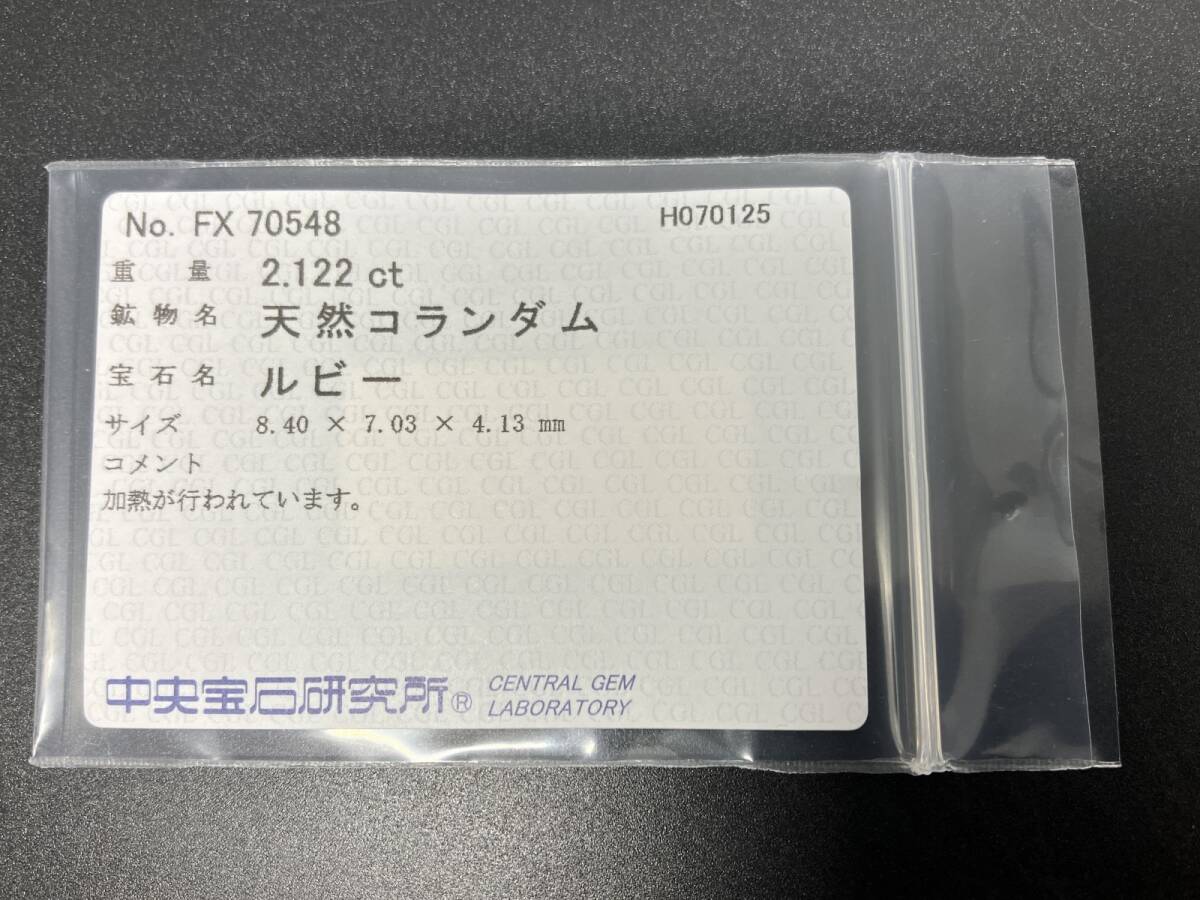 No. FX 70548 H070125
重量 2.122 ct
鉱物名 天然コランダム
宝石名 ルビー
サイズ 8.40 × 7.03 × 4.13 mm
コメント
加熱が行われています。
中央宝石研究所® CENTRAL GEM
LABORATORY